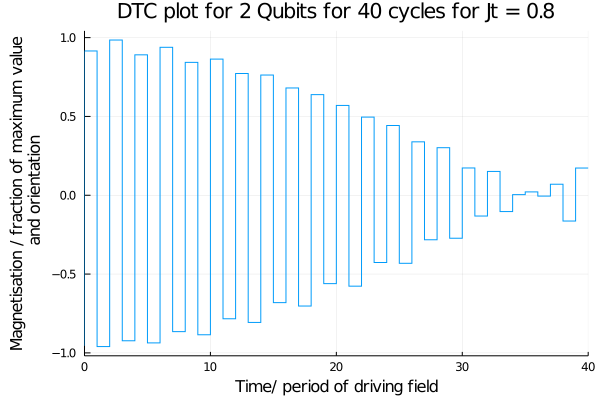 DTC plot for 2 Qubits for 40 cycles for Jt = 0.8
Magnetisation / fraction of maximum value
and orientation
1.0
0.5
0.0
−0.5
−1.0
0 10 20 30 40
Time/ period of driving field